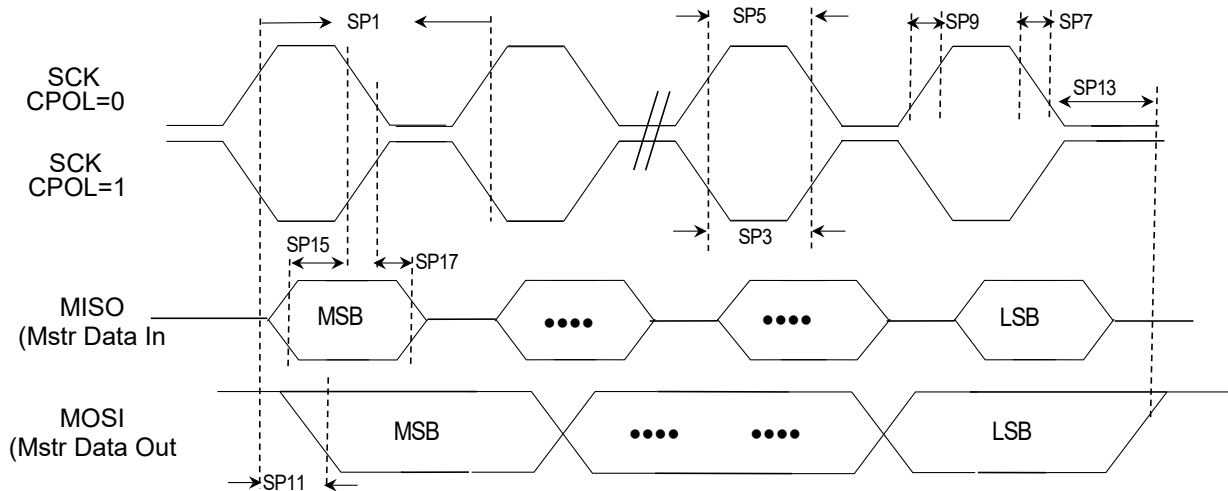 SP1
SP5
SP9
SP7
SCK
CPOL=0
SP13
SCK
CPOL=1
SP3
SP15
SP17
MISO
(Mstr Data In
MSB
••••
••••
LSB
MOSI
(Mstr Data Out
MSB
••••
••••
LSB
SP11